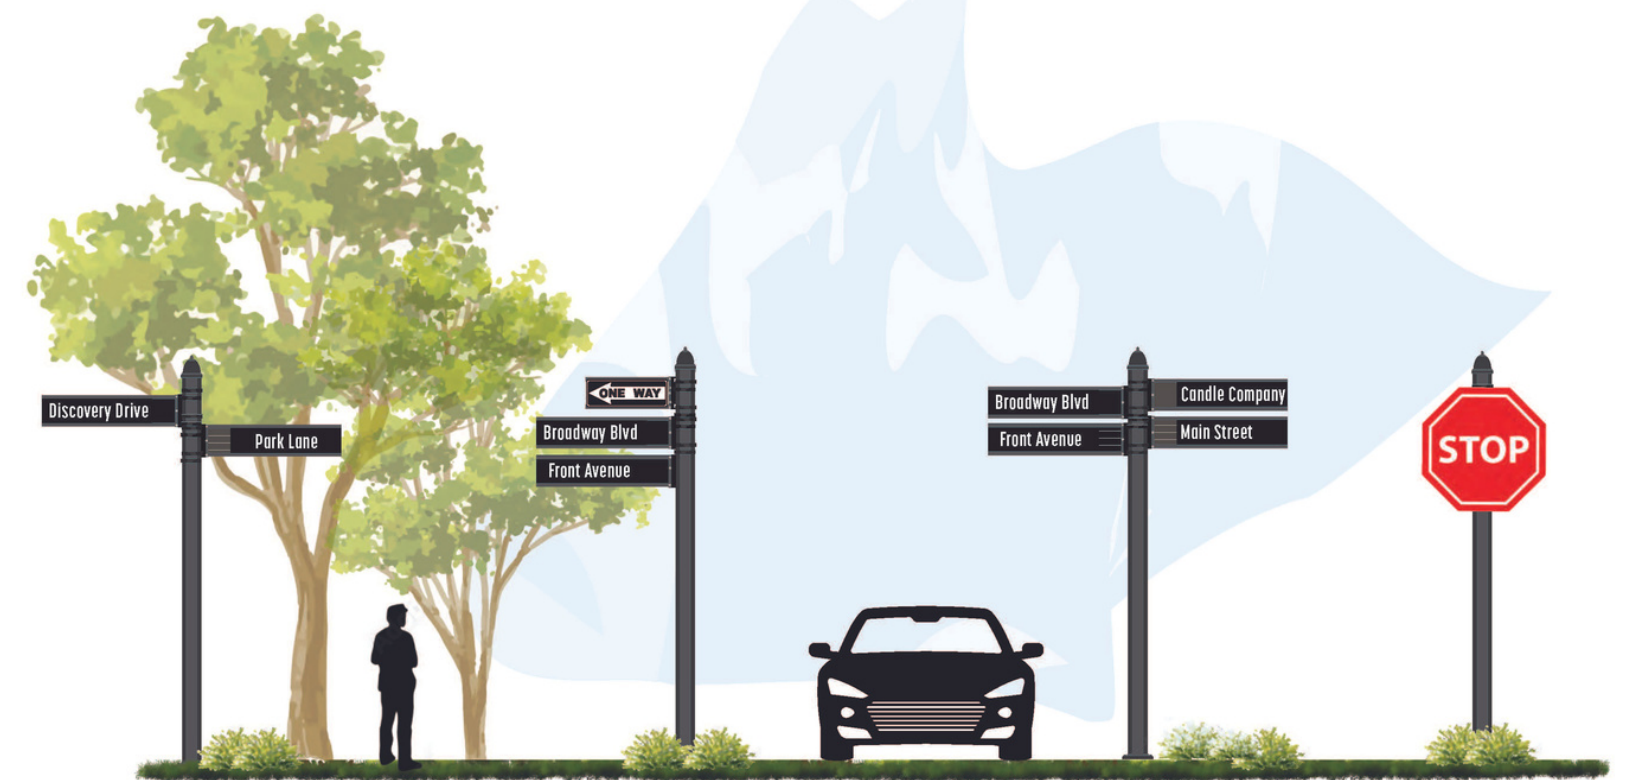 Discovery Drive
Park Lane
ONE WAY
Broadway Blvd
Front Avenue
Broadway Blvd
Front Avenue
Candle Company
Main Street
STOP